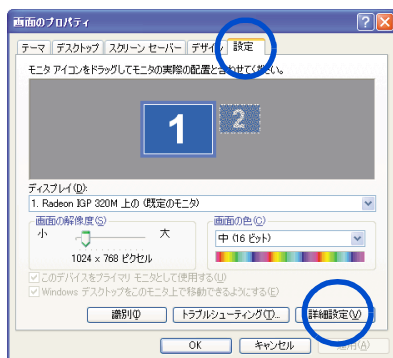 画面のプロパティ
テーマ デスクトップ スクリーン セーバー デザイン 設定
モニタ アイコンをドラッグしてモニタの実際の配置と合わせてください。
1 2
ディスプレイ(D):
1. Radeon IGP 320M 上の (既定のモニタ)
画面の解像度(S)
小 大
1024 x 768 ピクセル
画面の色(C)
中 (16 ビット)
このデバイスをプライマリ モニタとして使用する(U)
Windows デスクトップをこのモニタ上で移動できるようにする(E)
識別(I) トラブルシューティング(T)... 詳細設定(V)
OK キャンセル 適用(A)